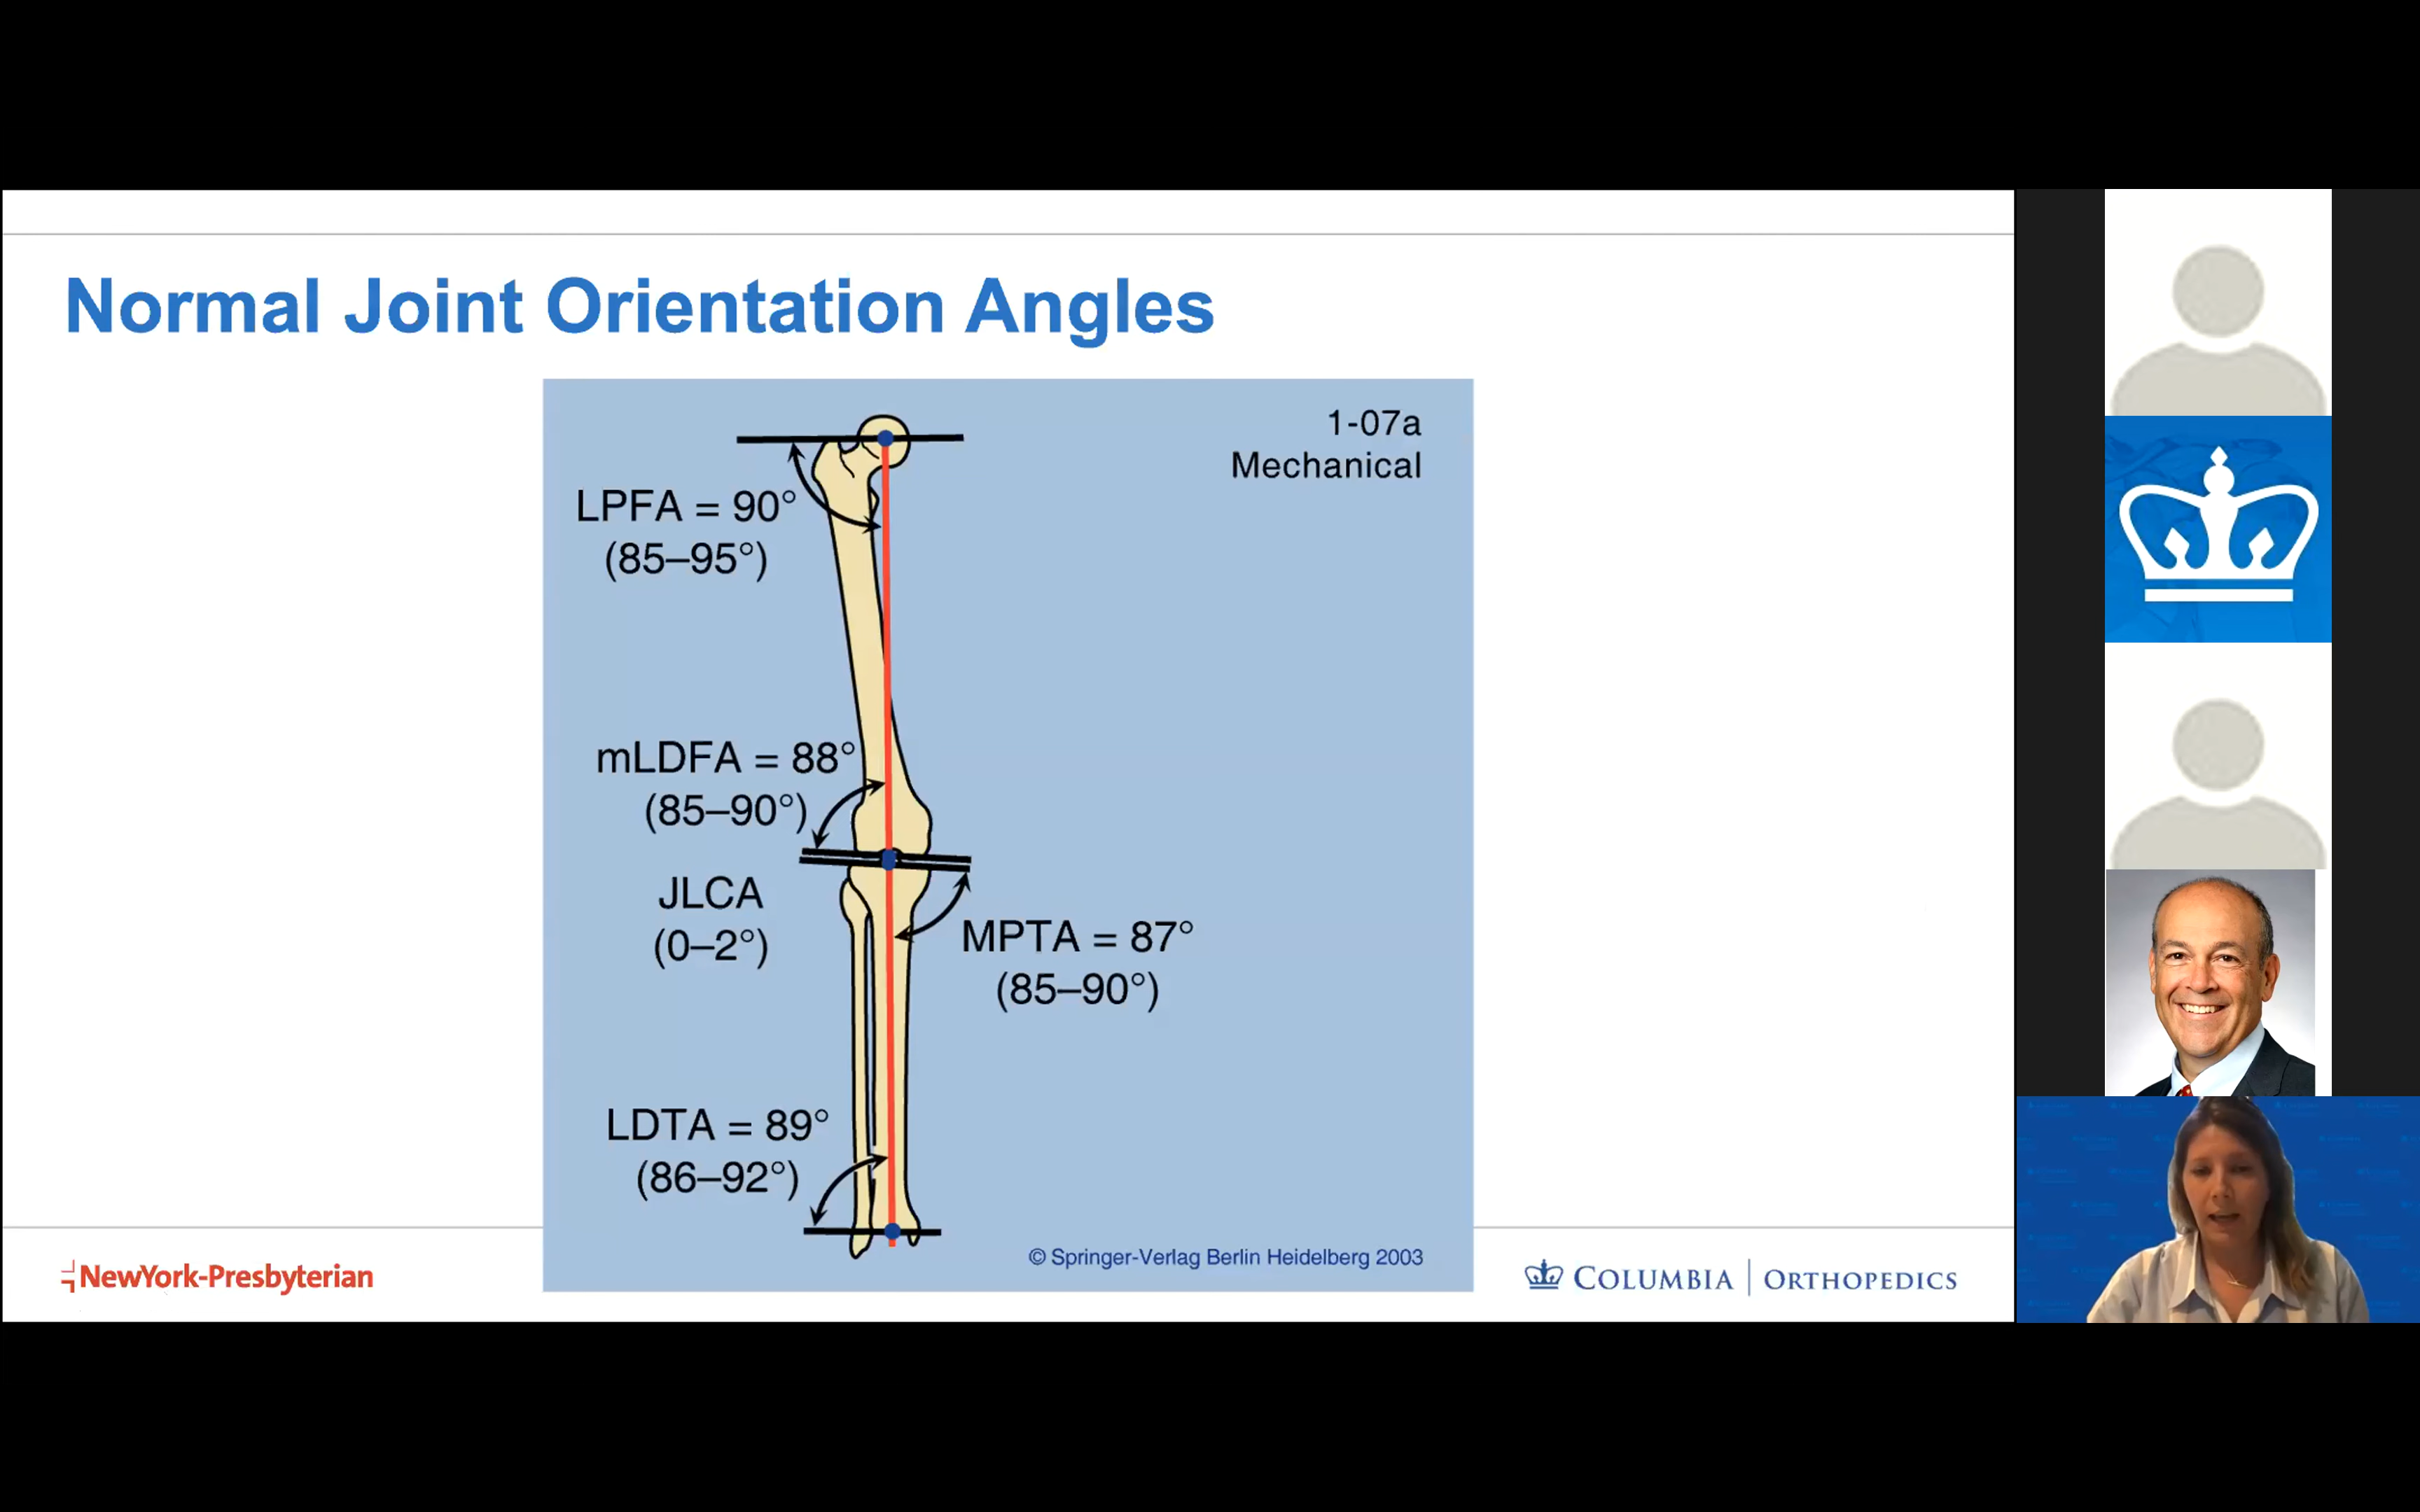 Normal Joint Orientation Angles
1-07a
Mechanical
LPFA = 90°
(85–95°)
mLDFA = 88°
(85–90°)
JLCA
(0–2°)
MPTA = 87°
(85–90°)
LDTA = 89°
(86–92°)
© Springer-Verlag Berlin Heidelberg 2003
NewYork-Presbyterian
COLUMBIA | ORTHOPEDICS